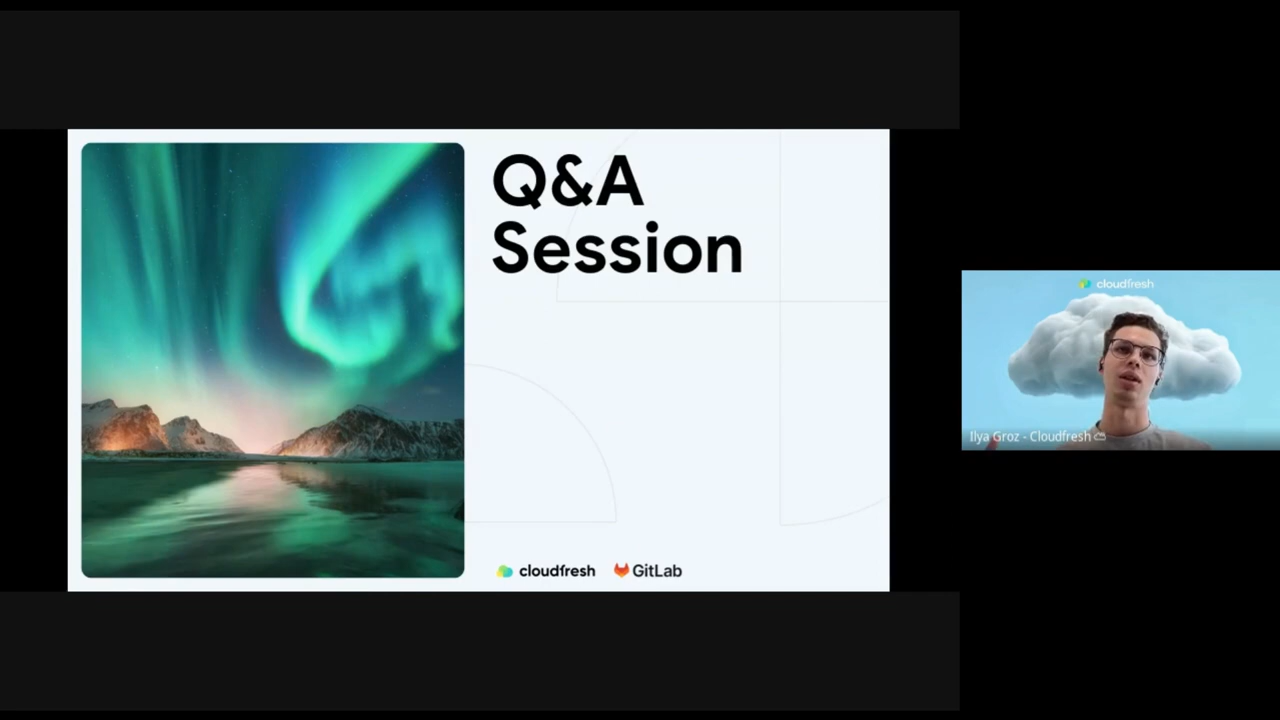 Q&A
Session
cloudfresh GitLab
cloudfresh
Ilya Groz - Cloudfresh